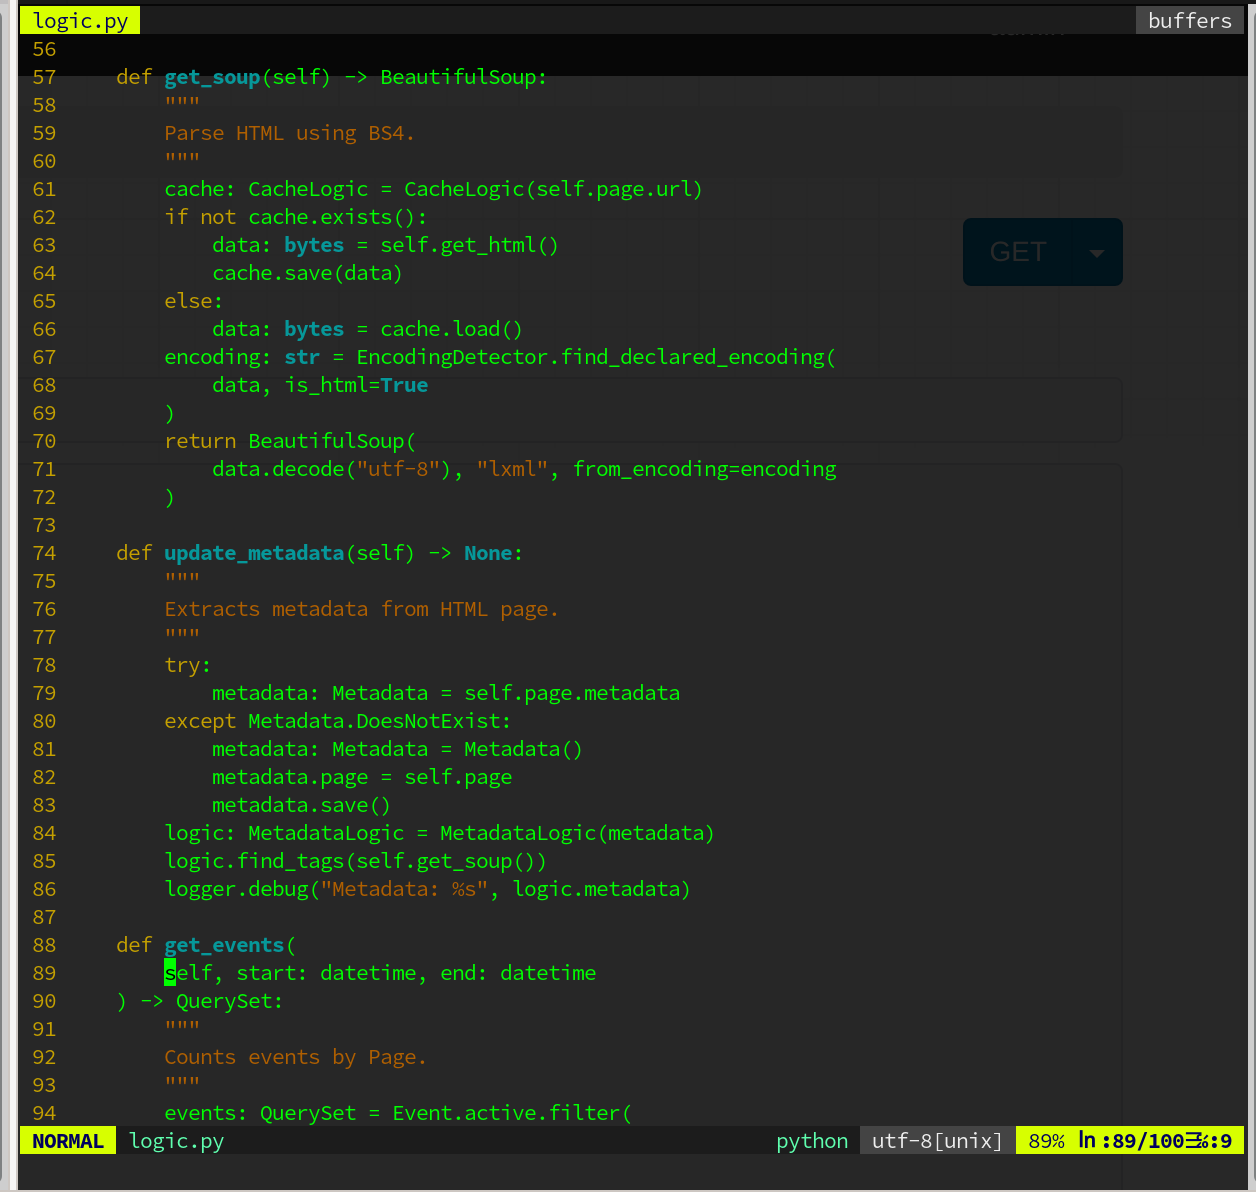 logic.py buffers
56
57 def get_soup(self) -> BeautifulSoup:
58 """
59 Parse HTML using BS4.
60 """
61 cache: CacheLogic = CacheLogic(self.page.url)
62 if not cache.exists():
63 data: bytes = self.get_html()
64 cache.save(data)
65 else:
66 data: bytes = cache.load()
67 encoding: str = EncodingDetector.find_declared_encoding(
68 data, is_html=True
69 )
70 return BeautifulSoup(
71 data.decode("utf-8"), "lxml", from_encoding=encoding
72 )
73
74 def update_metadata(self) -> None:
75 """
76 Extracts metadata from HTML page.
77 """
78 try:
79 metadata: Metadata = self.page.metadata
80 except Metadata.DoesNotExist:
81 metadata: Metadata = Metadata()
82 metadata.page = self.page
83 metadata.save()
84 logic: MetadataLogic = MetadataLogic(metadata)
85 logic.find_tags(self.get_soup())
86 logger.debug("Metadata: %s", logic.metadata)
87
88 def get_events(
89 self, start: datetime, end: datetime
90 ) -> QuerySet:
91 """
92 Counts events by Page.
93 """
94 events: QuerySet = Event.active.filter(
GET
NORMAL logic.py python utf-8[unix] 89% ln :89/100☰℅:9